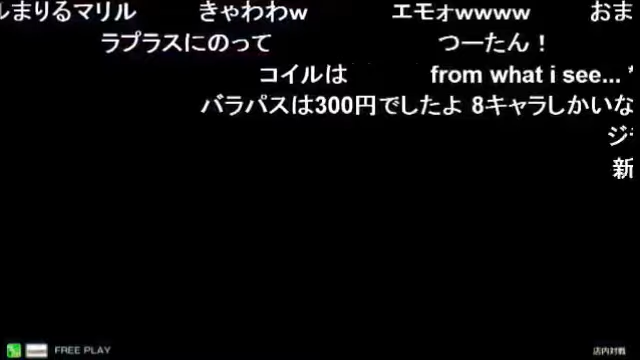 ルまりるマリル きゃわわw エモォwwww おま
ラプラスにのって つーたん！
コイルは from what i see...
バラパスは300円でしたよ 8キャラしかいな
ジ
新
FREE PLAY 店内対戦